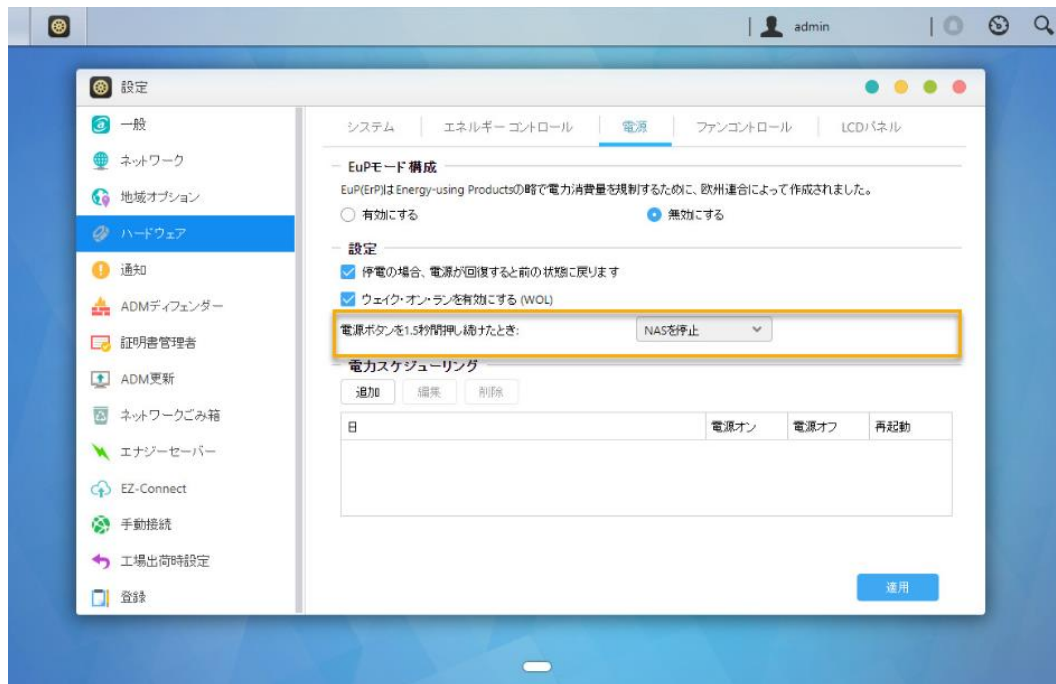 admin
設定
一般
ネットワーク
地域オプション
ハードウェア
通知
ADMディフェンダー
証明書管理者
ADM更新
ネットワークごみ箱
エナジーセーバー
EZ-Connect
手動接続
工場出荷時設定
登録
システム エネルギー コントロール 電源 ファンコントロール LCDパネル
EuPモード構成
EuP(ErP)は Energy-using Productsの略で電力消費量を規制するために、欧州連合によって作成されました。
有効にする 無効にする
設定
停電の場合、電源が回復すると前の状態に戻ります
ウェイク・オン・ランを有効にする (WOL)
電源ボタンを1.5秒間押し続けたとき: NASを停止
電力スケジューリング
追加 編集 削除
日 電源オン 電源オフ 再起動
適用